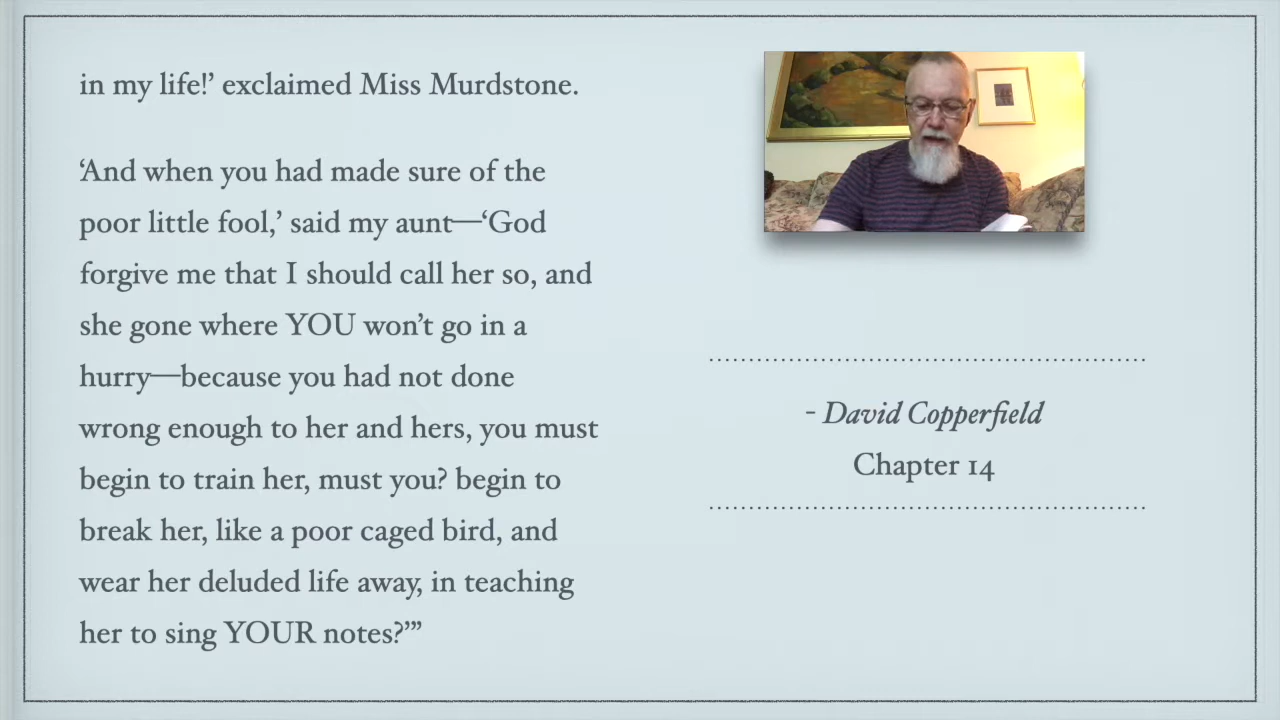 in my life!’ exclaimed Miss Murdstone.
‘And when you had made sure of the
poor little fool,’ said my aunt—‘God
forgive me that I should call her so, and
she gone where YOU won’t go in a
hurry—because you had not done
wrong enough to her and hers, you must
begin to train her, must you? begin to
break her, like a poor caged bird, and
wear her deluded life away, in teaching
her to sing YOUR notes?’”
- David Copperfield
Chapter 14